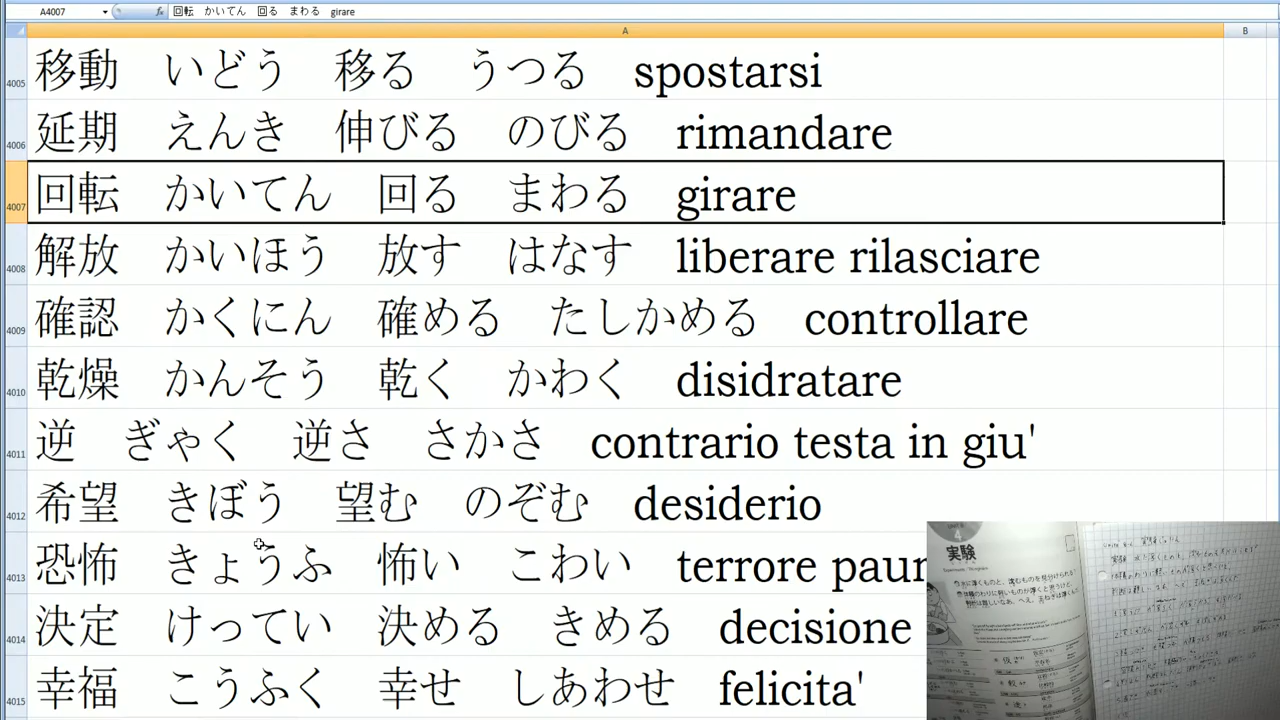 A4007 fx 回転 かいてん 回る まわる girare
A B
4005 移動 いどう 移る うつる spostarsi
4006 延期 えんき 伸びる のびる rimandare
4007 回転 かいてん 回る まわる girare
4008 解放 かいほう 放す はなす liberare rilasciare
4009 確認 かくにん 確める たしかめる controllare
4010 乾燥 かんそう 乾く かわく disidratare
4011 逆 ぎゃく 逆さ さかさ contrario testa in giu'
4012 希望 きぼう 望む のぞむ desiderio
4013 恐怖 きょうふ 怖い こわい terrore paur
4014 決定 けってい 決める きめる decisione
4015 幸福 こうふく 幸せ しあわせ felicita'
4
実験